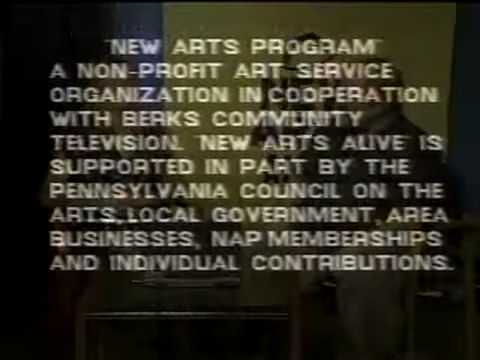 "NEW ARTS PROGRAM"
A NON-PROFIT ART SERVICE
ORGANIZATION IN COOPERATION
WITH BERKS COMMUNITY
TELEVISION. "NEW ARTS ALIVE" IS
SUPPORTED IN PART BY THE
PENNSYLVANIA COUNCIL ON THE
ARTS, LOCAL GOVERNMENT, AREA
BUSINESSES, NAP MEMBERSHIPS
AND INDIVIDUAL CONTRIBUTIONS.